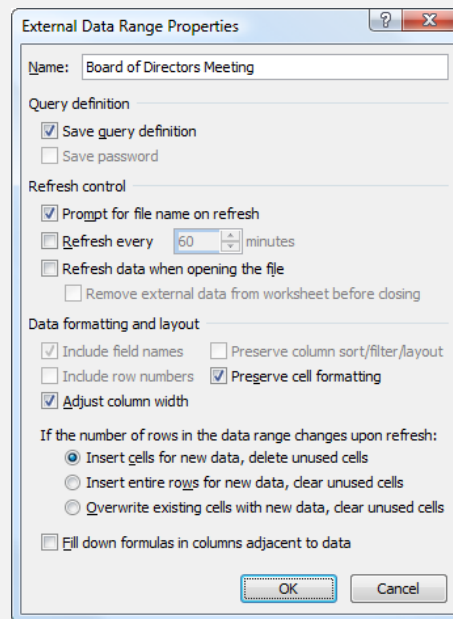 External Data Range Properties
Name: Board of Directors Meeting
Query definition
Save query definition
Save password
Refresh control
Prompt for file name on refresh
Refresh every 60 minutes
Refresh data when opening the file
Remove external data from worksheet before closing
Data formatting and layout
Include field names Preserve column sort/filter/layout
Include row numbers Preserve cell formatting
Adjust column width
If the number of rows in the data range changes upon refresh:
Insert cells for new data, delete unused cells
Insert entire rows for new data, clear unused cells
Overwrite existing cells with new data, clear unused cells
Fill down formulas in columns adjacent to data
OK Cancel